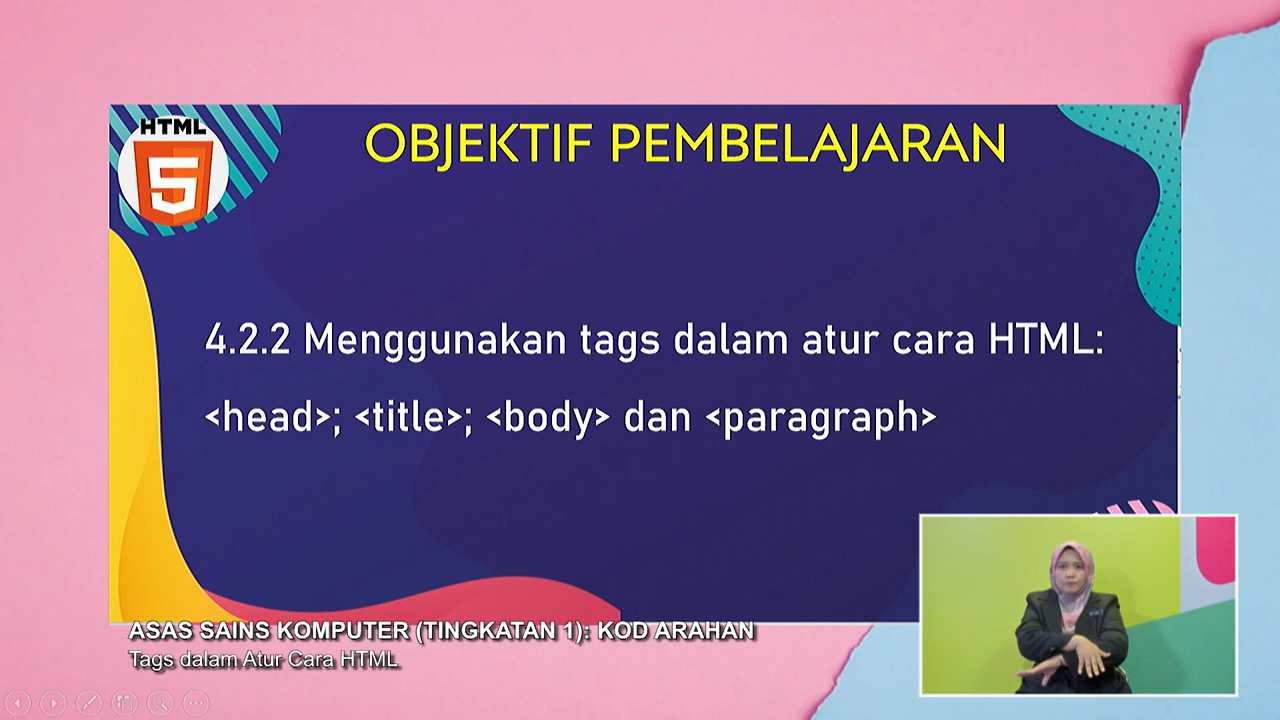 HTML
5
OBJEKTIF PEMBELAJARAN
4.2.2 Menggunakan tags dalam atur cara HTML:
<head>; <title>; <body> dan <paragraph>
ASAS SAINS KOMPUTER (TINGKATAN 1): KOD ARAHAN
Tags dalam Atur Cara HTML